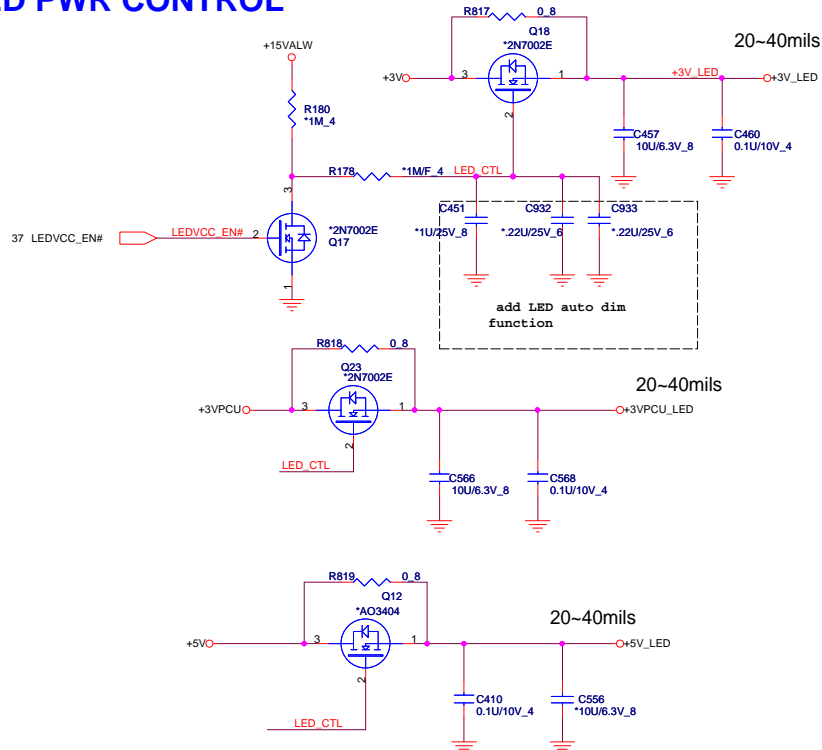 ED PWR CONTROL
R817 0_8
Q18
*2N7002E
20~40mils
+15VALW
+3V 3 1 +3V_LED +3V_LED
2
R180
*1M_4
C457
10U/6.3V_8
C460
0.1U/10V_4
R178 *1M/F_4 LED_CTL
3
C451
*1U/25V_8
C932
*.22U/25V_6
C933
*.22U/25V_6
37 LEDVCC_EN# LEDVCC_EN# 2
*2N7002E
Q17
1
add LED auto dim
function
R818 0_8
Q23
*2N7002E
20~40mils
+3VPCU 3 1 +3VPCU_LED
2
LED_CTL
C566
10U/6.3V_8
C568
0.1U/10V_4
R819 0_8
Q12
*AO3404
20~40mils
+5V 3 1 +5V_LED
2
LED_CTL
C410
0.1U/10V_4
C556
*10U/6.3V_8